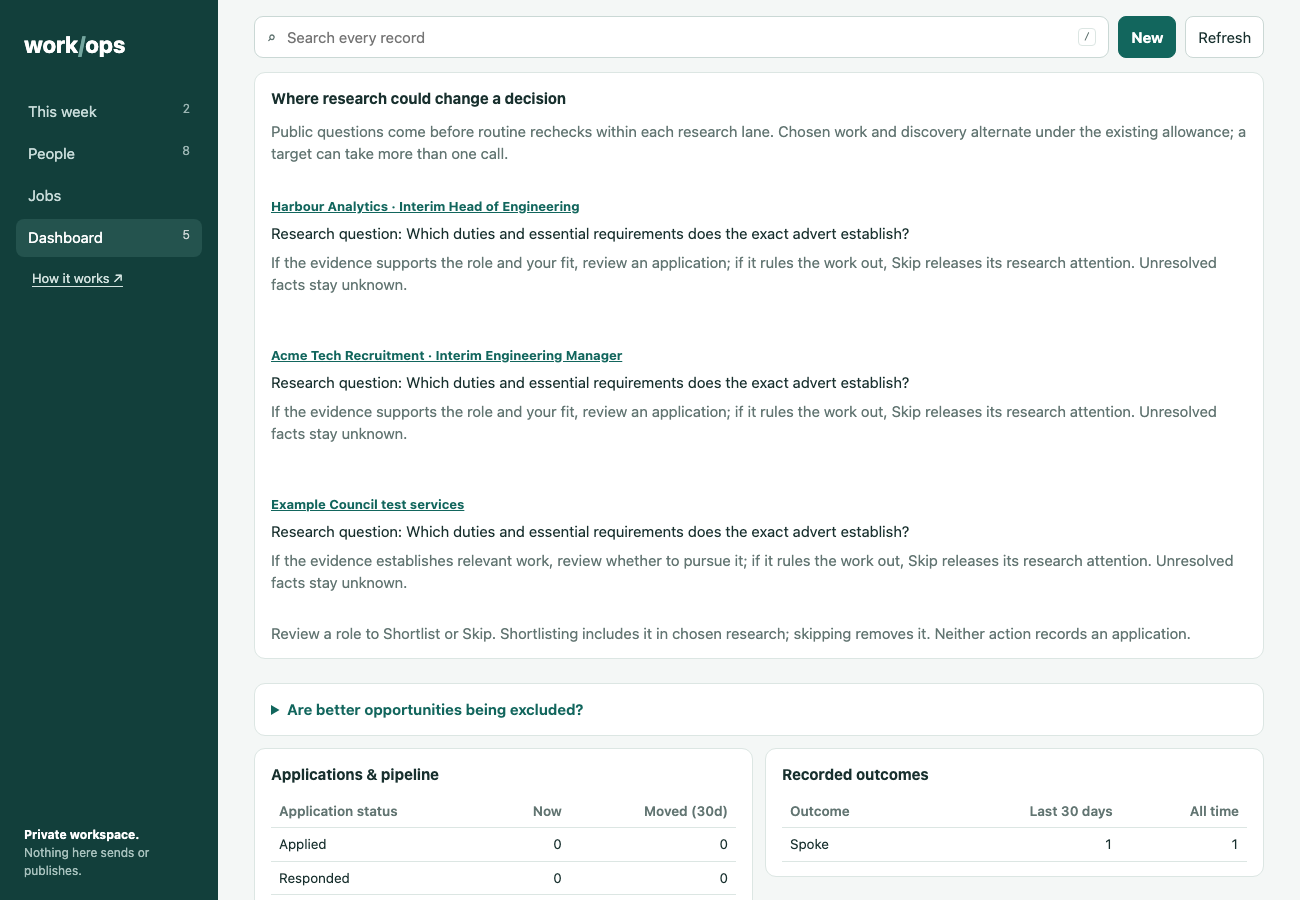 work/ops
This week 2
People 8
Jobs
Dashboard 5
How it works ↗
Private workspace.
Nothing here sends or
publishes.
Search every record /
New
Refresh
Where research could change a decision
Public questions come before routine rechecks within each research lane. Chosen work and discovery alternate under the existing allowance; a
target can take more than one call.
Harbour Analytics · Interim Head of Engineering
Research question: Which duties and essential requirements does the exact advert establish?
If the evidence supports the role and your fit, review an application; if it rules the work out, Skip releases its research attention. Unresolved
facts stay unknown.
Acme Tech Recruitment · Interim Engineering Manager
Research question: Which duties and essential requirements does the exact advert establish?
If the evidence supports the role and your fit, review an application; if it rules the work out, Skip releases its research attention. Unresolved
facts stay unknown.
Example Council test services
Research question: Which duties and essential requirements does the exact advert establish?
If the evidence establishes relevant work, review whether to pursue it; if it rules the work out, Skip releases its research attention. Unresolved
facts stay unknown.
Review a role to Shortlist or Skip. Shortlisting includes it in chosen research; skipping removes it. Neither action records an application.
Are better opportunities being excluded?
Applications & pipeline
Application status Now Moved (30d)
Applied 0 0
Responded 0 0
Recorded outcomes
Outcome Last 30 days All time
Spoke 1 1